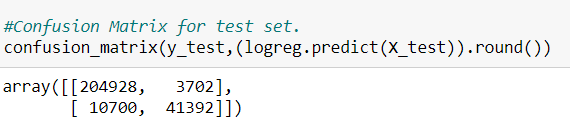 #Confusion Matrix for test set.
confusion_matrix(y_test,(logreg.predict(X_test)).round())
array([[204928,   3702],
       [ 10700,  41392]])